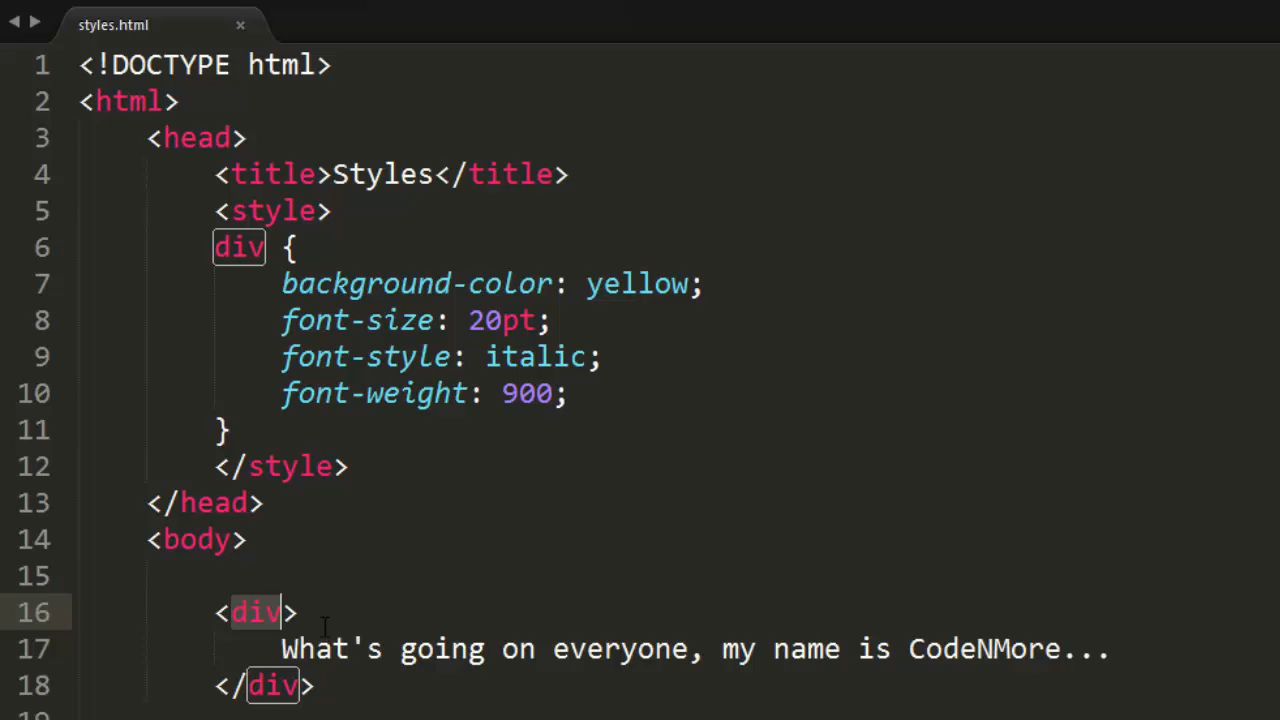 styles.html ×
1 <!DOCTYPE html>
2 <html>
3 <head>
4 <title>Styles</title>
5 <style>
6 div {
7 background-color: yellow;
8 font-size: 20pt;
9 font-style: italic;
10 font-weight: 900;
11 }
12 </style>
13 </head>
14 <body>
15
16 <div>
17 What's going on everyone, my name is CodeNMore...
18 </div>
19